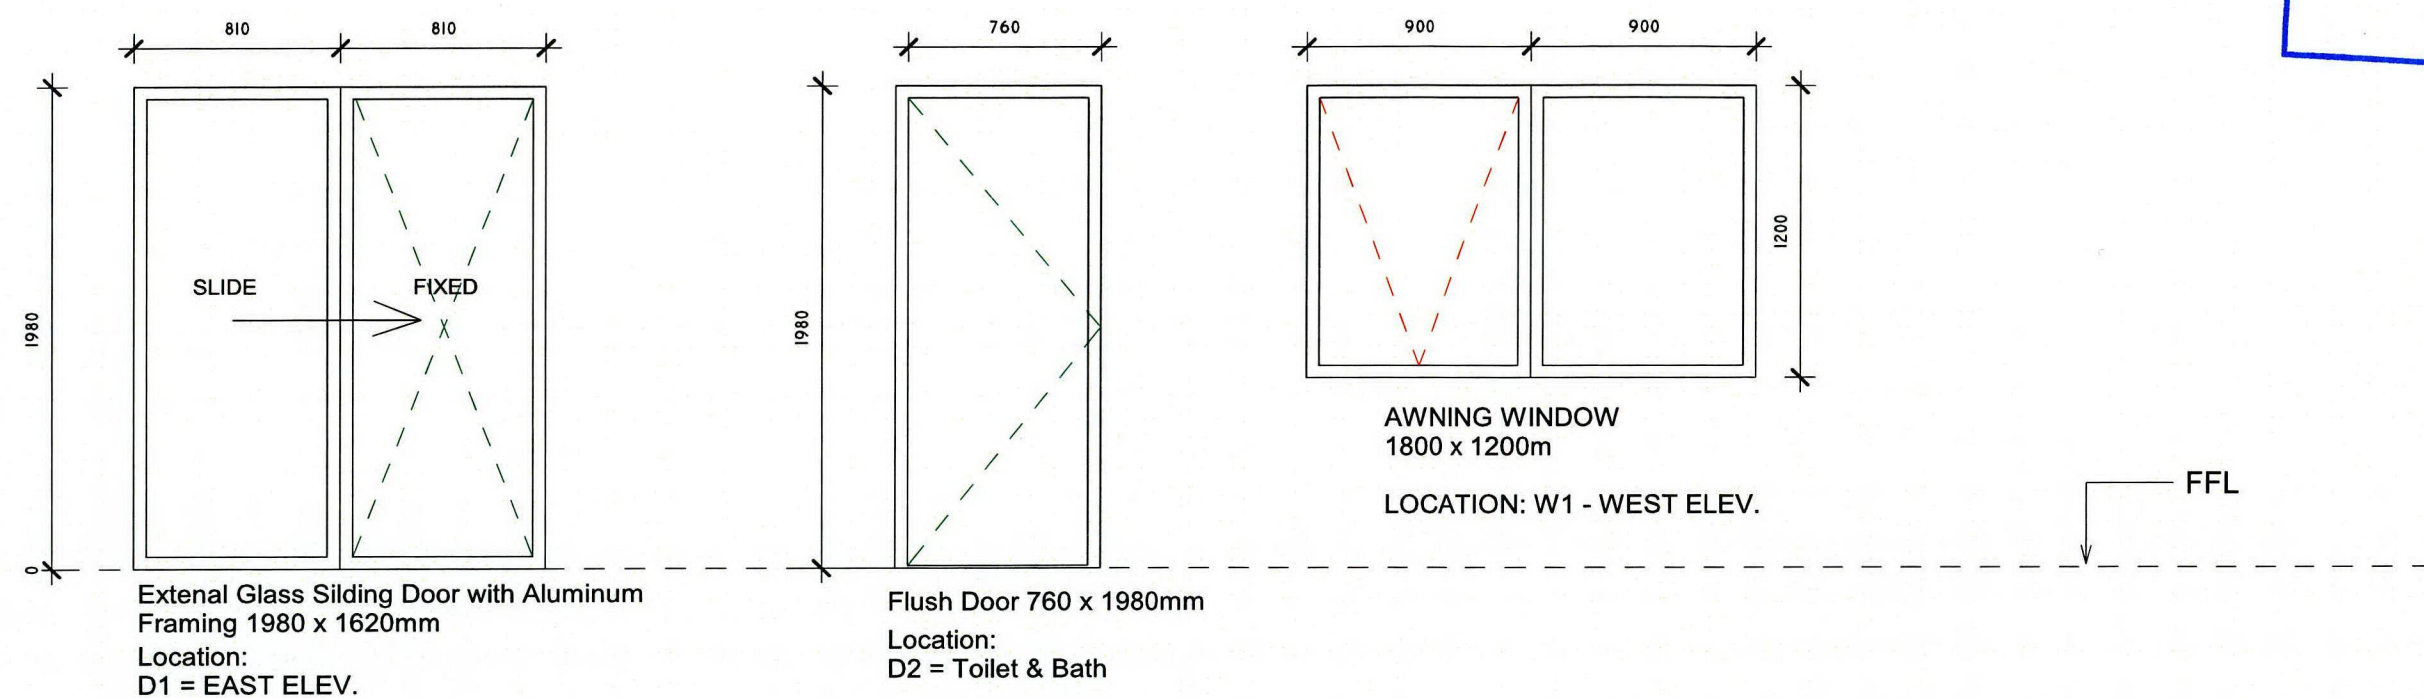 810
810
760
900
900
1980
SLIDE
FIXED
0
1980
1200
AWNING WINDOW
1800 x 1200m
LOCATION: W1 - WEST ELEV.
FFL
Extenal Glass Silding Door with Aluminum
Framing 1980 x 1620mm
Location:
D1 = EAST ELEV.
Flush Door 760 x 1980mm
Location:
D2 = Toilet & Bath